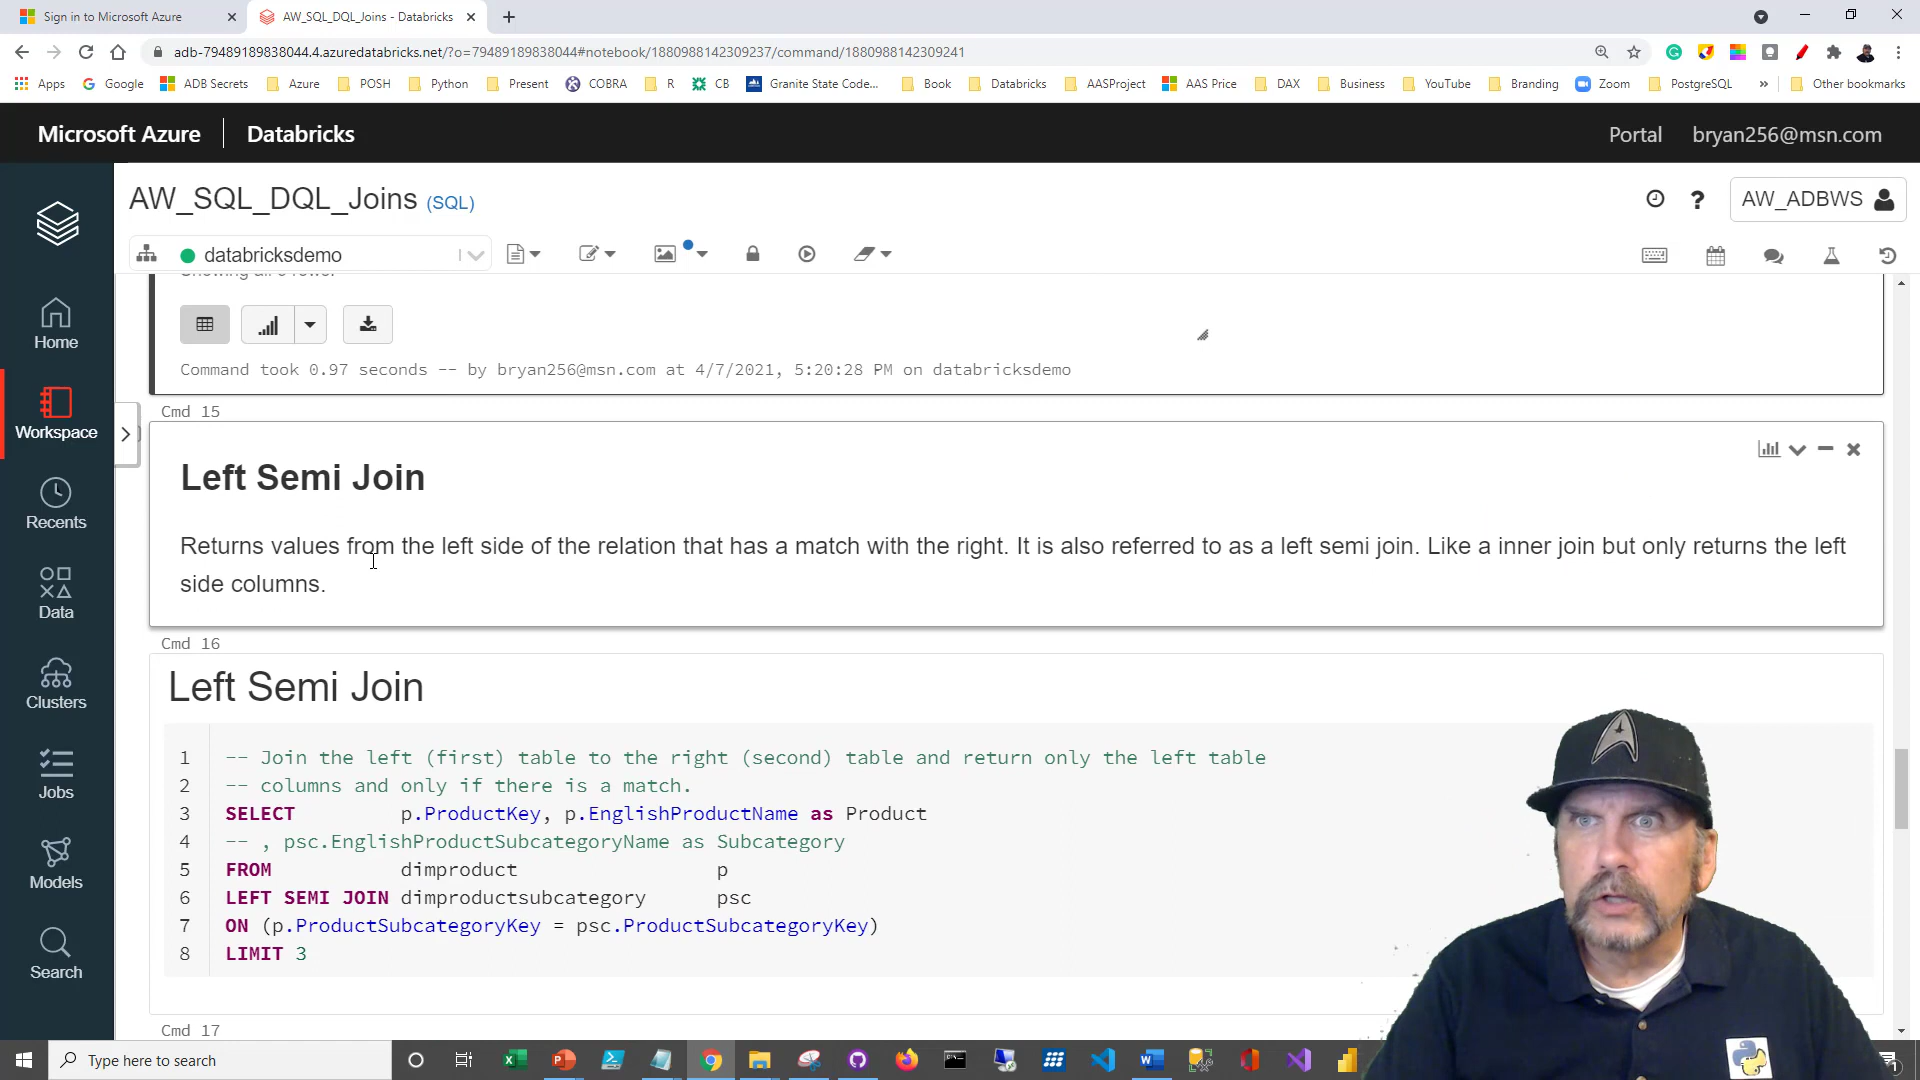 Sign in to Microsoft Azure
AW_SQL_DQL_Joins - Databricks
adb-79489189838044.4.azuredatabricks.net/?o=79489189838044#notebook/1880988142309237/command/1880988142309241
Apps Google ADB Secrets Azure POSH Python Present COBRA R CB Granite State Code... Book Databricks AASProject AAS Price DAX Business YouTube Branding Zoom PostgreSQL » Other bookmarks
Microsoft Azure Databricks Portal bryan256@msn.com
AW_SQL_DQL_Joins (SQL) ? AW_ADBWS
databricksdemo
Home
Workspace
Recents
Data
Clusters
Jobs
Models
Search
Command took 0.97 seconds -- by bryan256@msn.com at 4/7/2021, 5:20:28 PM on databricksdemo
Cmd 15
Left Semi Join
Returns values from the left side of the relation that has a match with the right. It is also referred to as a left semi join. Like a inner join but only returns the left
side columns.
Cmd 16
Left Semi Join
1 -- Join the left (first) table to the right (second) table and return only the left table
2 -- columns and only if there is a match.
3 SELECT p.ProductKey, p.EnglishProductName as Product
4 -- , psc.EnglishProductSubcategoryName as Subcategory
5 FROM dimproduct p
6 LEFT SEMI JOIN dimproductsubcategory psc
7 ON (p.ProductSubcategoryKey = psc.ProductSubcategoryKey)
8 LIMIT 3
Cmd 17
Type here to search